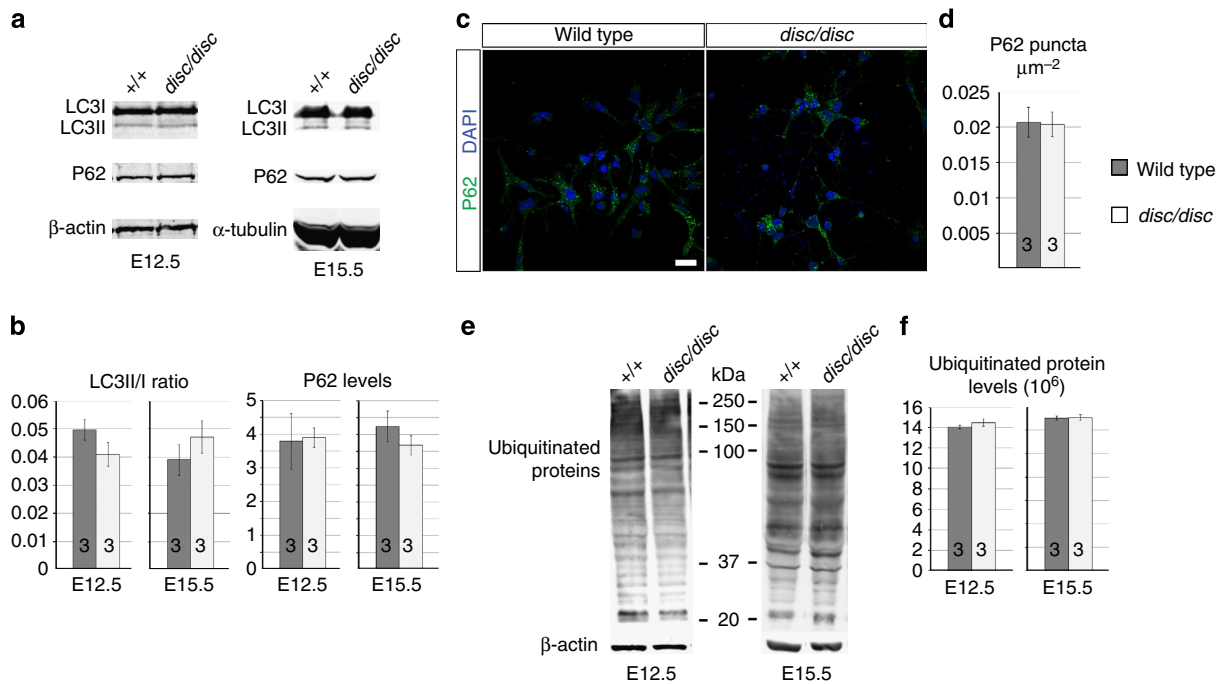 a
+/+ disc/disc +/+ disc/disc
LC3I LC3I
LC3II LC3II
P62 P62
β-actin α-tubulin
E12.5 E15.5
b
LC3II/I ratio P62 levels
0.06 5
0.05 4
0.04 3
0.03 2
0.02 1
0.01 0
0
3 3 3 3 3 3 3 3
E12.5 E15.5 E12.5 E15.5
c
Wild type disc/disc
P62 DAPI
d
P62 puncta
μm–2
0.025
0.02
0.015
0.01
0.005
3 3
Wild type
disc/disc
e
+/+ disc/disc kDa +/+ disc/disc
Ubiquitinated
proteins
– 250 –
– 150 –
– 100 –
– 37 –
– 20 –
β-actin
E12.5 E15.5
f
Ubiquitinated protein
levels (10⁶)
16
14
12
10
8
6
4
2
0
3 3 3 3
E12.5 E15.5